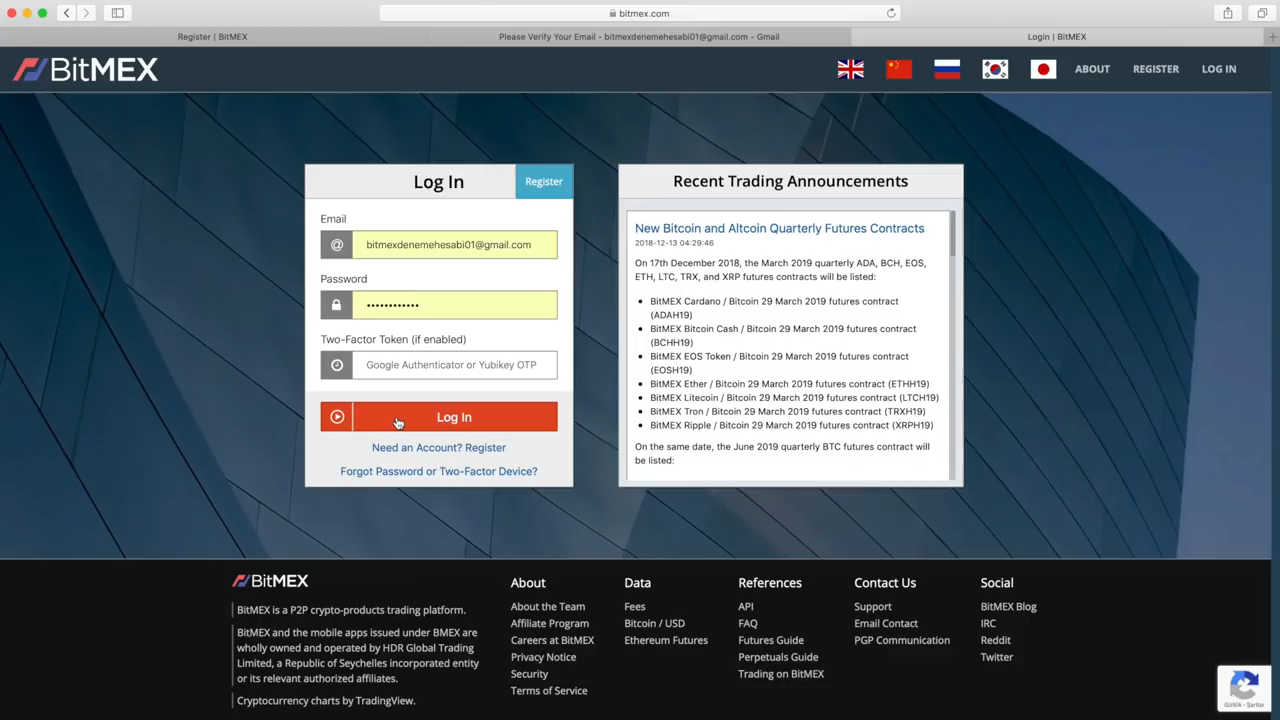 bitmex.com
Register | BitMEX
Please Verify Your Email - bitmexdenemehesabi01@gmail.com - Gmail
Login | BitMEX
BitMEX
ABOUT
REGISTER
LOG IN
Log In
Register
Email
@
bitmexdenemehesabi01@gmail.com
Password
••••••••••••
Two-Factor Token (if enabled)
Google Authenticator or Yubikey OTP
Log In
Need an Account? Register
Forgot Password or Two-Factor Device?
Recent Trading Announcements
New Bitcoin and Altcoin Quarterly Futures Contracts
2018-12-13 04:29:46
On 17th December 2018, the March 2019 quarterly ADA, BCH, EOS,
ETH, LTC, TRX, and XRP futures contracts will be listed:
• BitMEX Cardano / Bitcoin 29 March 2019 futures contract
(ADAH19)
• BitMEX Bitcoin Cash / Bitcoin 29 March 2019 futures contract
(BCHH19)
• BitMEX EOS Token / Bitcoin 29 March 2019 futures contract
(EOSH19)
• BitMEX Ether / Bitcoin 29 March 2019 futures contract (ETHH19)
• BitMEX Litecoin / Bitcoin 29 March 2019 futures contract (LTCH19)
• BitMEX Tron / Bitcoin 29 March 2019 futures contract (TRXH19)
• BitMEX Ripple / Bitcoin 29 March 2019 futures contract (XRPH19)
On the same date, the June 2019 quarterly BTC futures contract will
be listed:
BitMEX
BitMEX is a P2P crypto-products trading platform.
BitMEX and the mobile apps issued under BMEX are
wholly owned and operated by HDR Global Trading
Limited, a Republic of Seychelles incorporated entity
or its relevant authorized affiliates.
Cryptocurrency charts by TradingView.
About
About the Team
Affiliate Program
Careers at BitMEX
Privacy Notice
Security
Terms of Service
Data
Fees
Bitcoin / USD
Ethereum Futures
References
API
FAQ
Futures Guide
Perpetuals Guide
Trading on BitMEX
Contact Us
Support
Email Contact
PGP Communication
Social
BitMEX Blog
IRC
Reddit
Twitter
Gizlilik - Şartlar